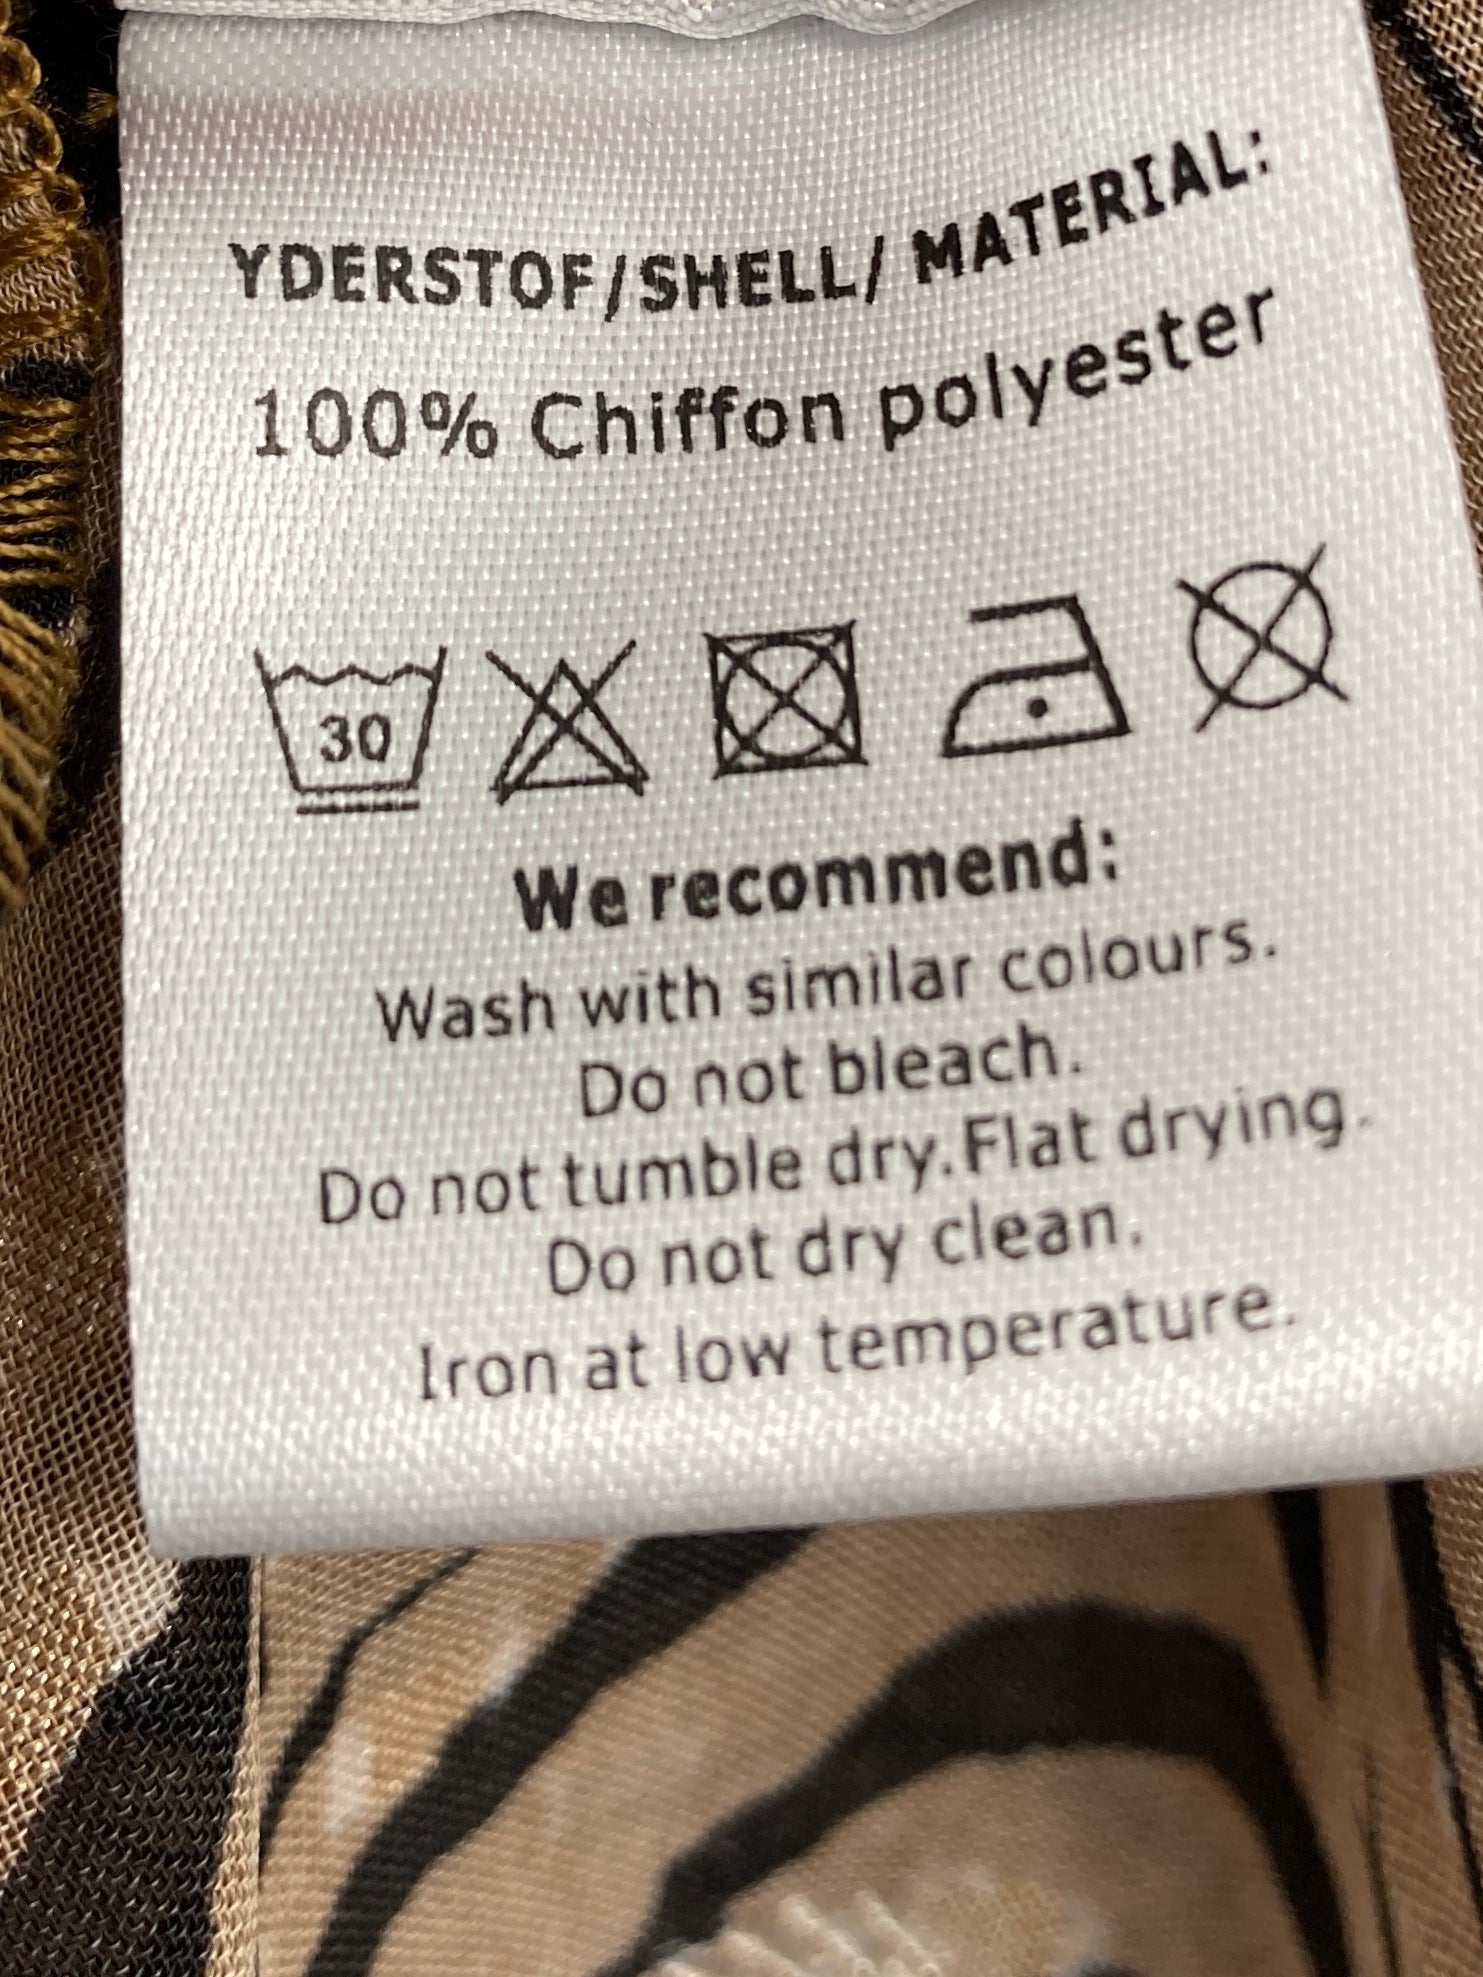 YDERSTOF/SHELL/ MATERIAL:
100% Chiffon polyester
30
We recommend:
Wash with similar colours.
Do not bleach.
Do not tumble dry.Flat drying.
Do not dry clean.
Iron at low temperature.